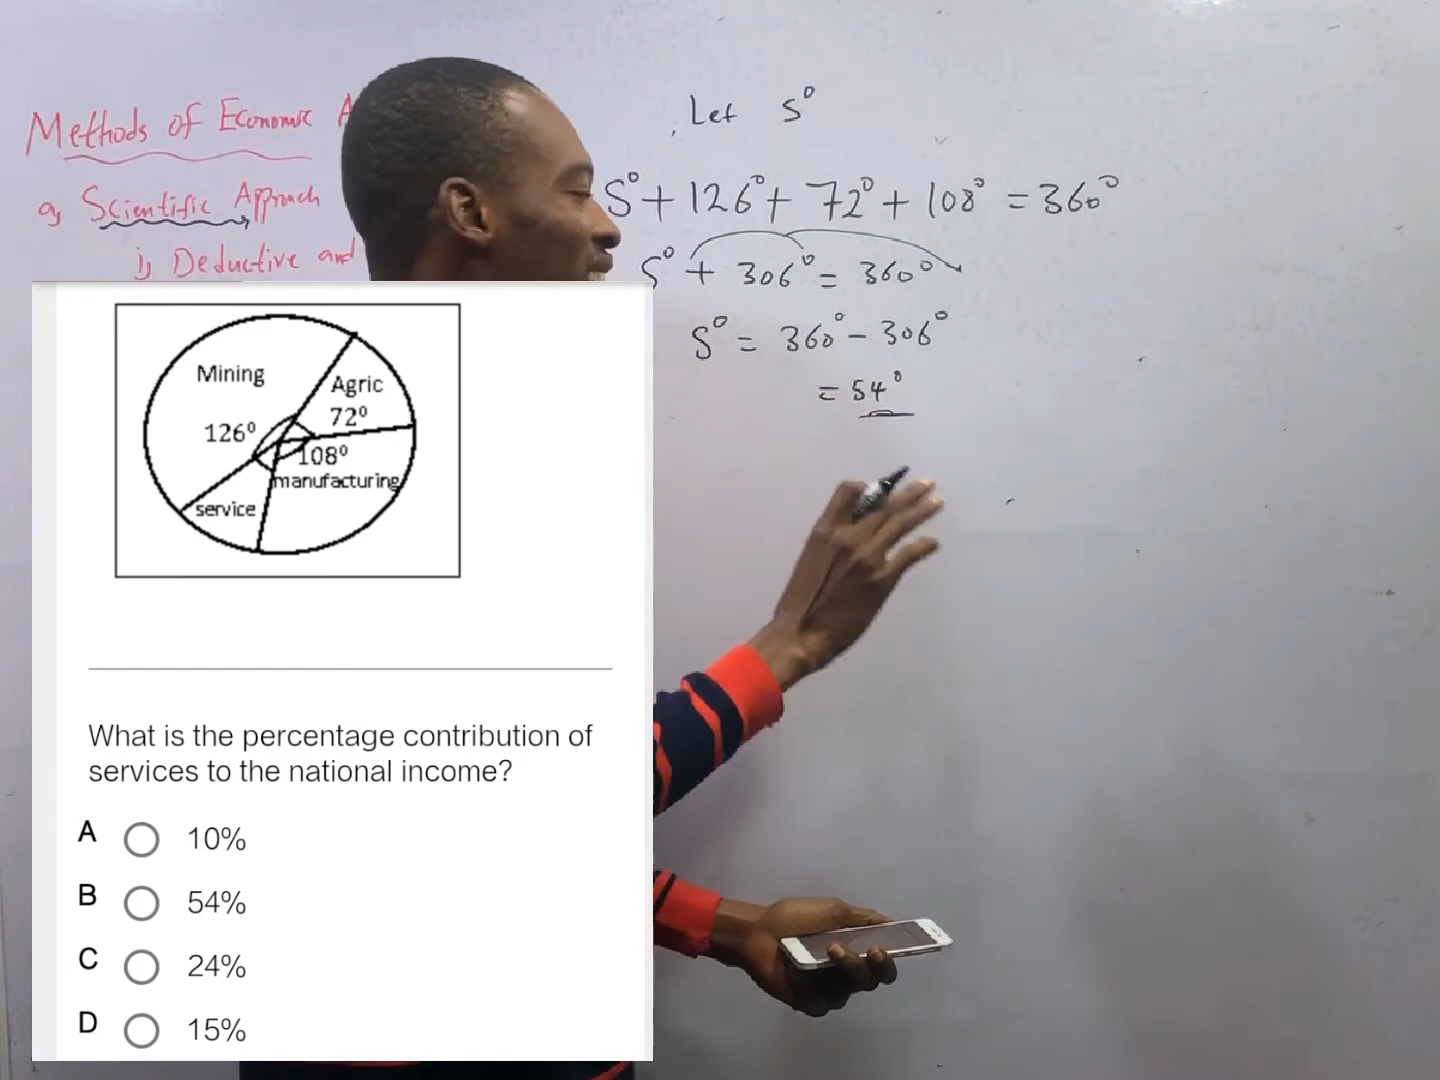 Methods of Economic A
a) Scientific Approach
i) Deductive and
Let S°
S° + 126° + 72° + 108° = 360°
S° + 306° = 360°
S° = 360° - 306°
= 54°
Mining
Agric
72°
126°
108°
manufacturing
service
What is the percentage contribution of
services to the national income?
A 10%
B 54%
C 24%
D 15%